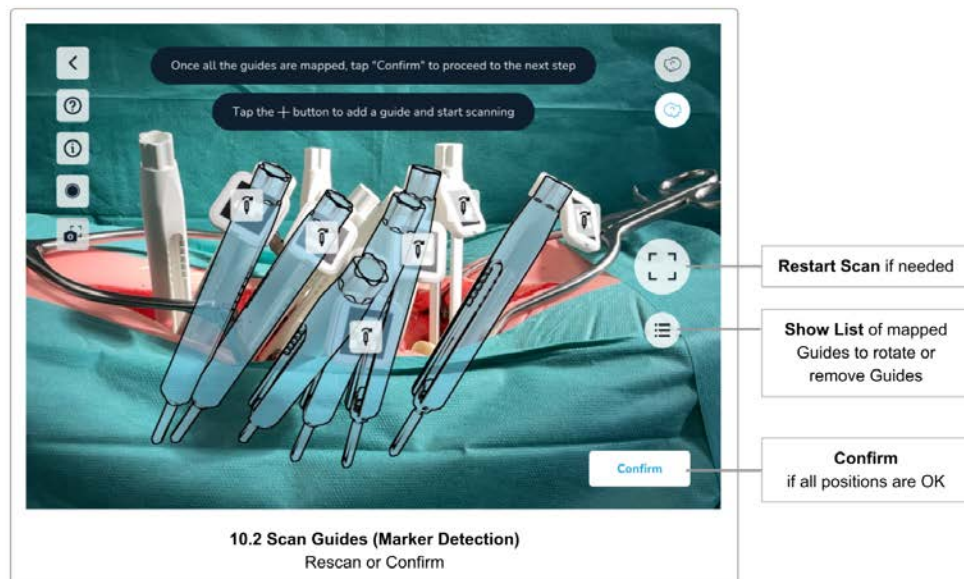 Once all the guides are mapped, tap "Confirm" to proceed to the next step
Tap the + button to add a guide and start scanning
Restart Scan if needed
Show List of mapped
Guides to rotate or
remove Guides
Confirm
Confirm
if all positions are OK
10.2 Scan Guides (Marker Detection)
Rescan or Confirm